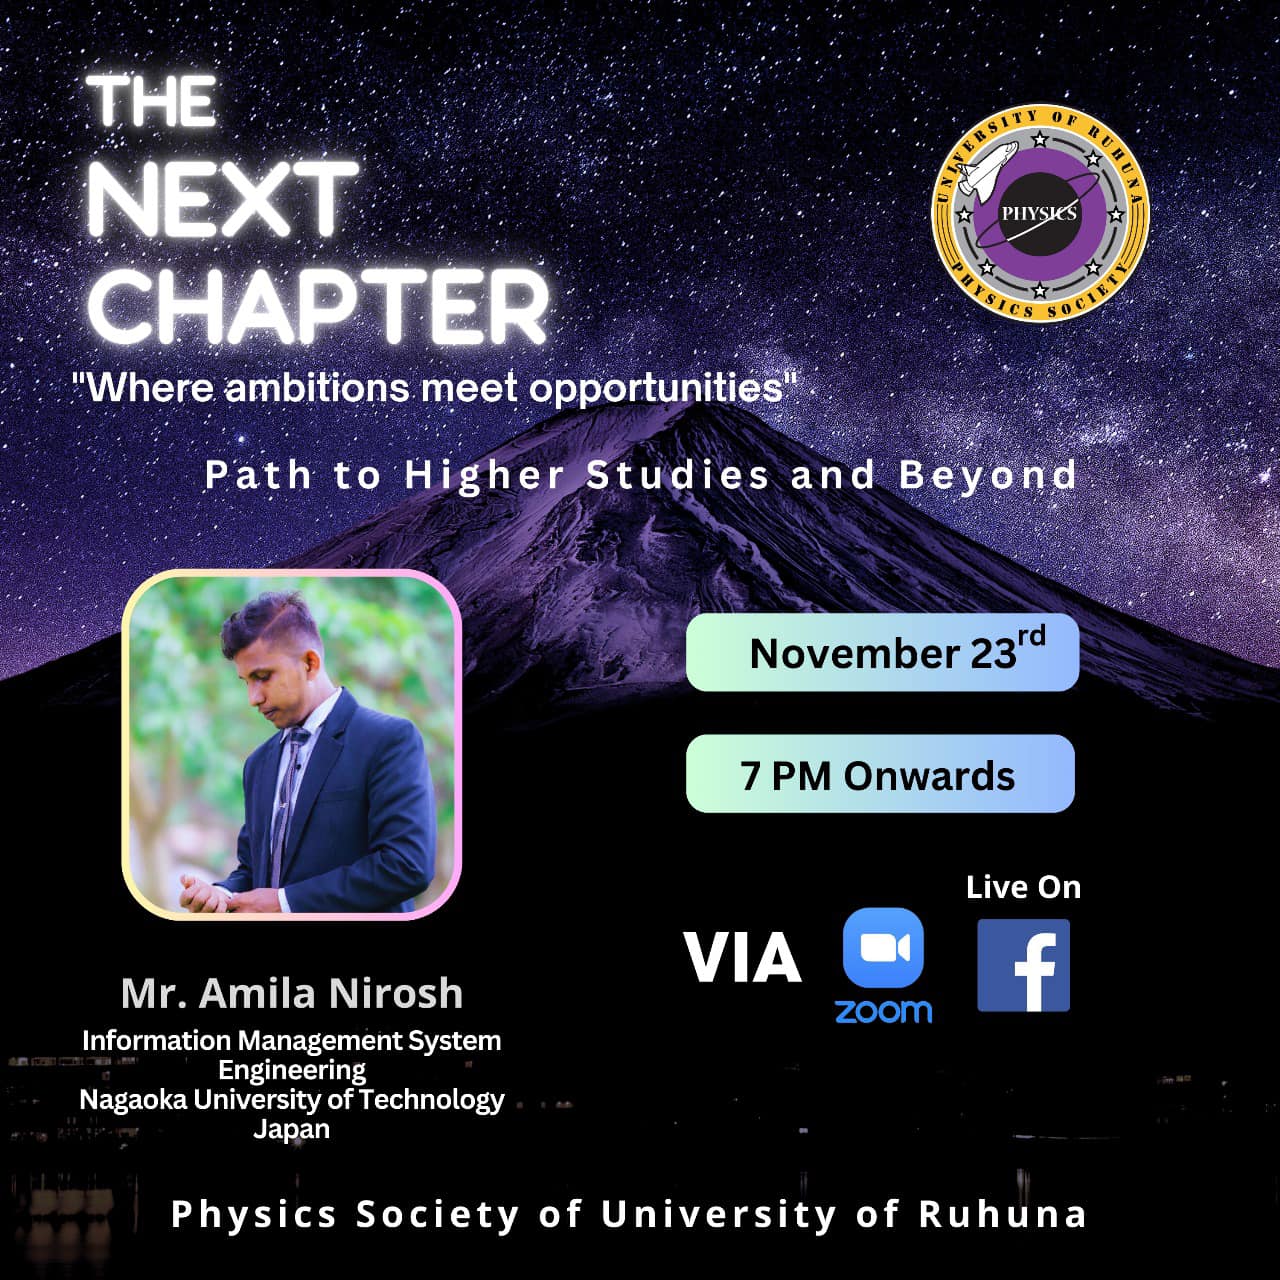 THE
NEXT
CHAPTER
"Where ambitions meet opportunities"
Path to Higher Studies and Beyond
UNIVERSITY OF RUHUNA
PHYSICS
PHYSICS SOCIETY
November 23rd
7 PM Onwards
Live On
VIA
zoom
f
Mr. Amila Nirosh
Information Management System
Engineering
Nagaoka University of Technology
Japan
Physics Society of University of Ruhuna